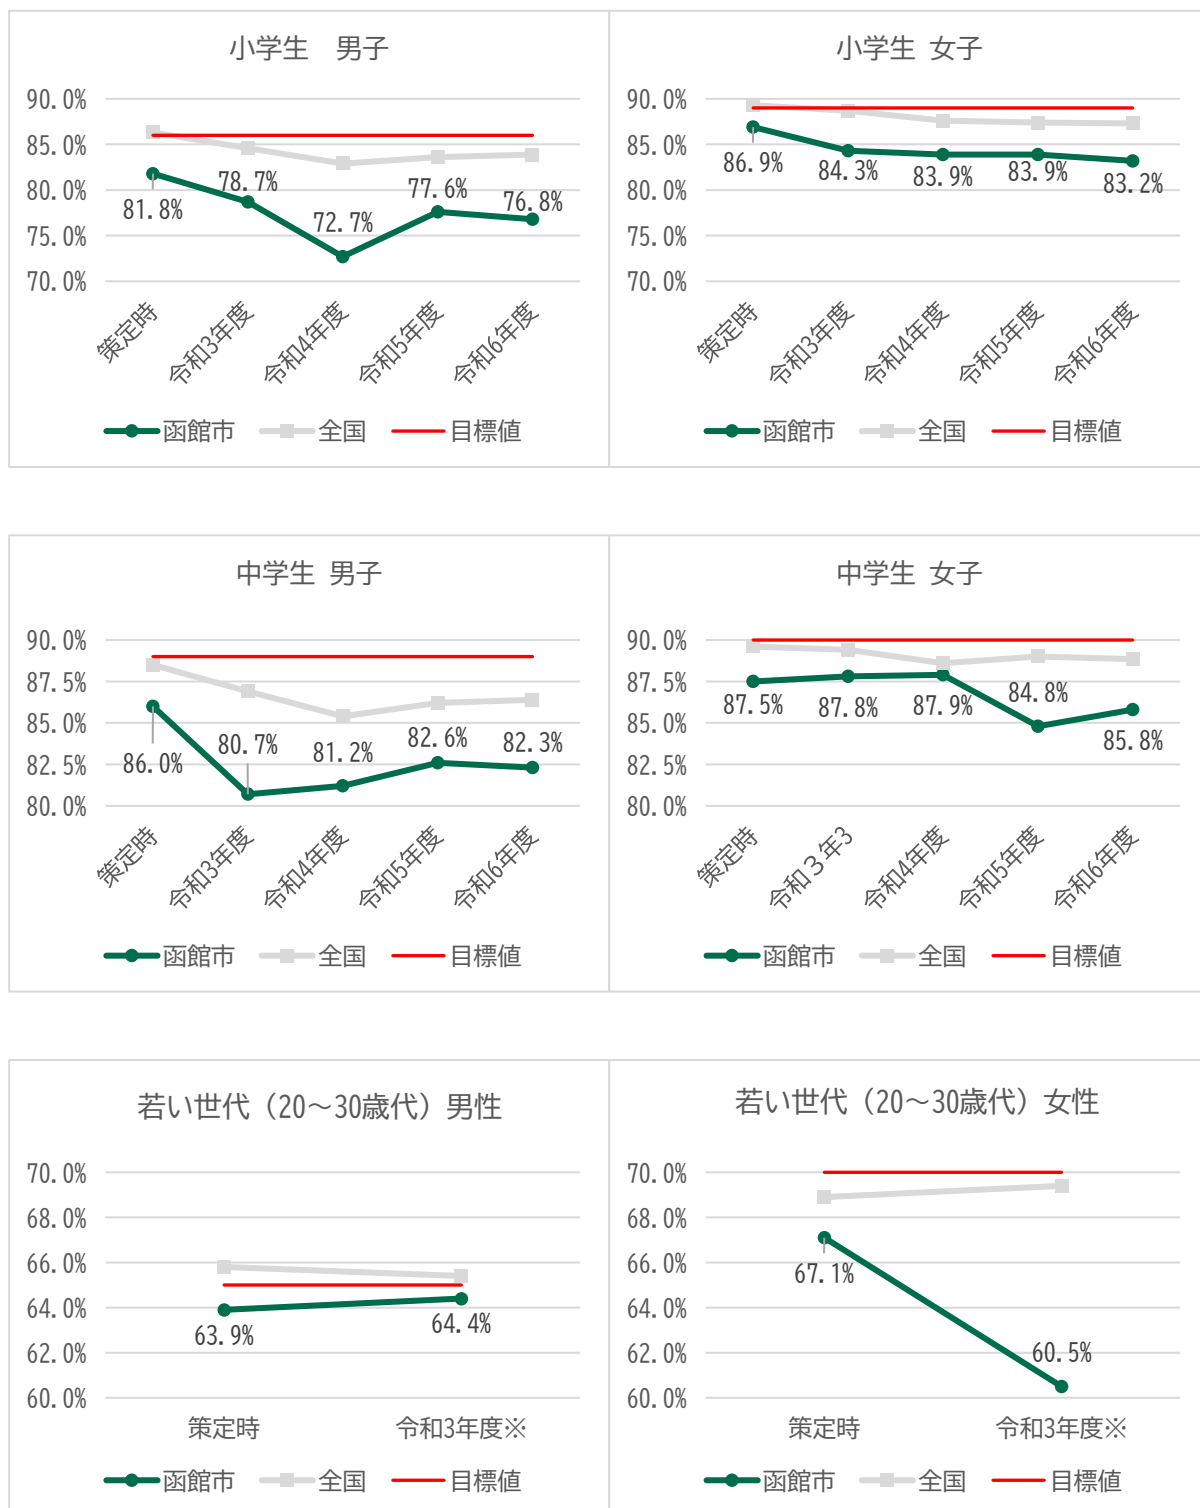 小学生　男子
90.0%
85.0%
80.0%
75.0%
70.0%
81.8%
78.7%
72.7%
77.6%
76.8%
策定時
令和3年度
令和4年度
令和5年度
令和6年度
函館市 全国 目標値
小学生 女子
90.0%
85.0%
80.0%
75.0%
70.0%
86.9%
84.3%
83.9%
83.9%
83.2%
策定時
令和3年度
令和4年度
令和5年度
令和6年度
函館市 全国 目標値
中学生 男子
90.0%
87.5%
85.0%
82.5%
80.0%
86.0%
80.7%
81.2%
82.6%
82.3%
策定時
令和3年度
令和4年度
令和5年度
令和6年度
函館市 全国 目標値
中学生 女子
90.0%
87.5%
85.0%
82.5%
80.0%
87.5%
87.8%
87.9%
84.8%
85.8%
策定時
令和３年3
令和4年度
令和5年度
令和6年度
函館市 全国 目標値
若い世代（20～30歳代）男性
70.0%
68.0%
66.0%
64.0%
62.0%
60.0%
63.9%
64.4%
策定時
令和3年度※
函館市 全国 目標値
若い世代（20～30歳代）女性
70.0%
68.0%
66.0%
64.0%
62.0%
60.0%
67.1%
60.5%
策定時
令和3年度※
函館市 全国 目標値